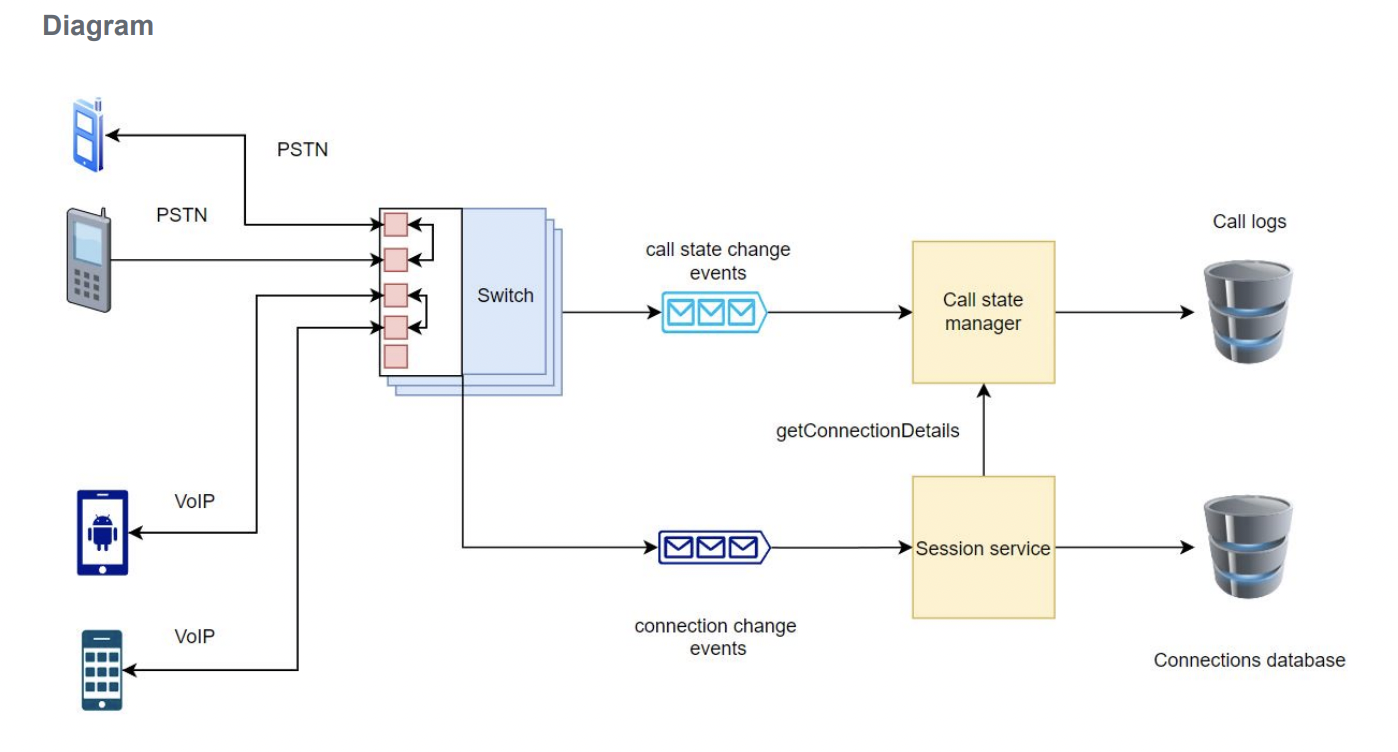 Diagram
PSTN
PSTN
Call logs
call state change
events
Switch
Call state
manager
getConnectionDetails
VoIP
Session service
connection change
events
VoIP
Connections database